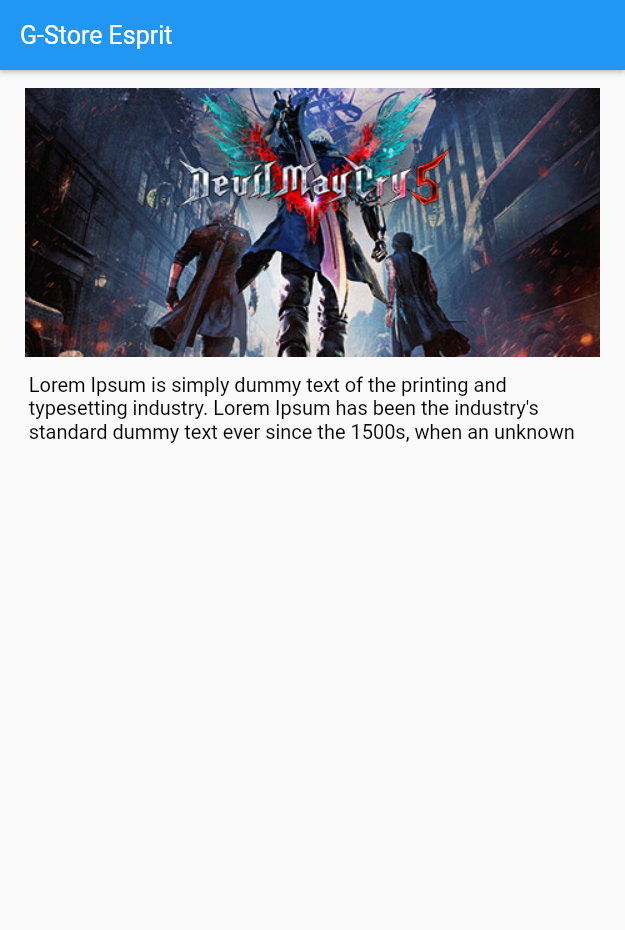 G-Store Esprit
Devil May Cry 5
Lorem Ipsum is simply dummy text of the printing and
typesetting industry. Lorem Ipsum has been the industry's
standard dummy text ever since the 1500s, when an unknown